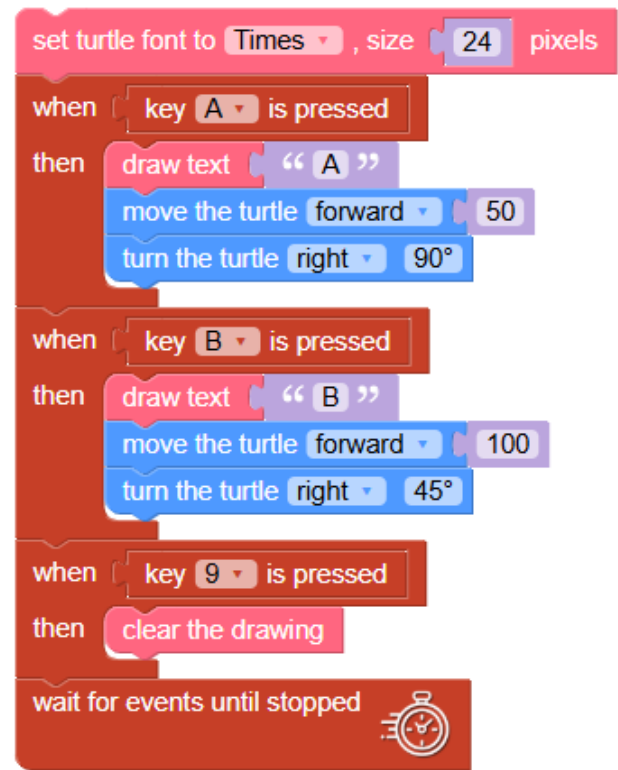 set turtle font to Times , size 24 pixels
when key A is pressed
then draw text “ A ”
move the turtle forward 50
turn the turtle right 90°
when key B is pressed
then draw text “ B ”
move the turtle forward 100
turn the turtle right 45°
when key 9 is pressed
then clear the drawing
wait for events until stopped